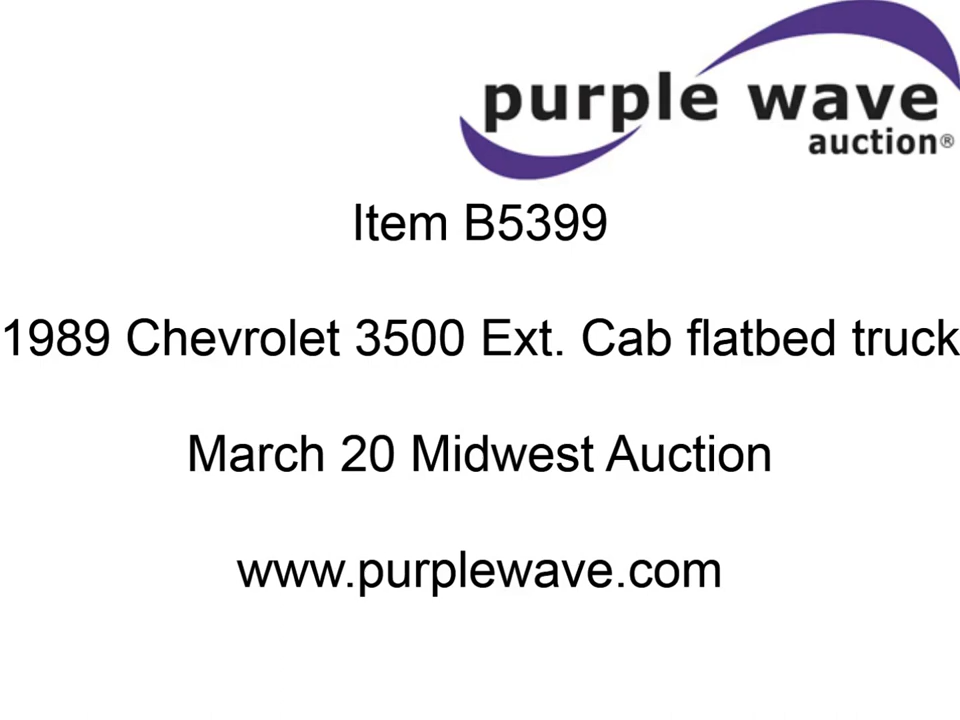 purple wave
auction®
Item B5399
1989 Chevrolet 3500 Ext. Cab flatbed truck
March 20 Midwest Auction
www.purplewave.com